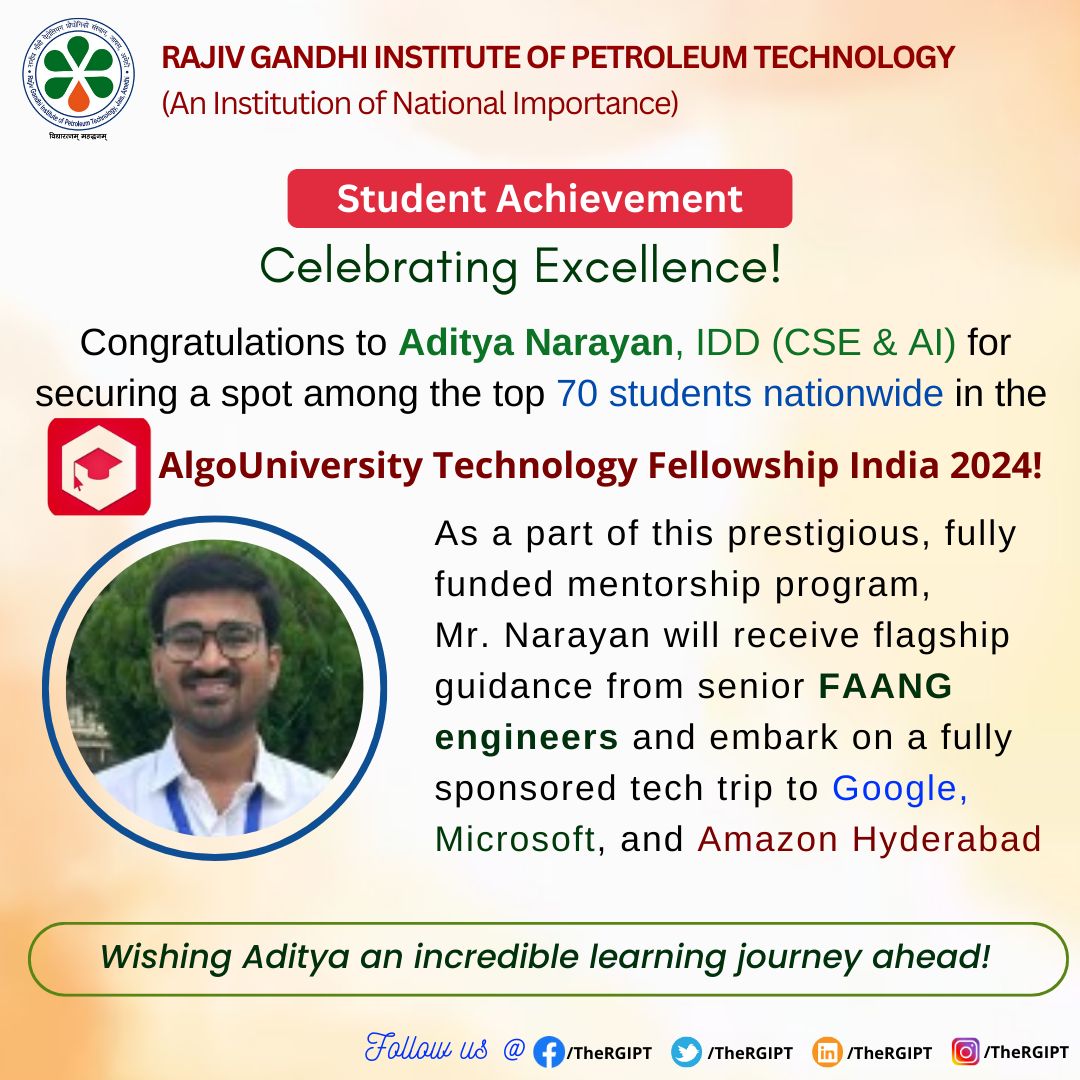 RAJIV GANDHI INSTITUTE OF PETROLEUM TECHNOLOGY
(An Institution of National Importance)
विद्यारत्नम् महद्धनम्
Student Achievement
Celebrating Excellence!
Congratulations to Aditya Narayan, IDD (CSE & AI) for
securing a spot among the top 70 students nationwide in the
AlgoUniversity Technology Fellowship India 2024!
As a part of this prestigious, fully
funded mentorship program,
Mr. Narayan will receive flagship
guidance from senior FAANG
engineers and embark on a fully
sponsored tech trip to Google,
Microsoft, and Amazon Hyderabad
Wishing Aditya an incredible learning journey ahead!
Follow us @ /TheRGIPT /TheRGIPT /TheRGIPT /TheRGIPT